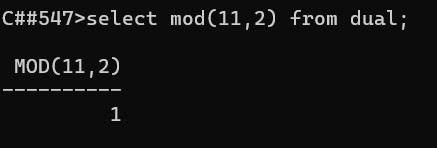 C##547>select mod(11,2) from dual;
MOD(11,2)
----------
1